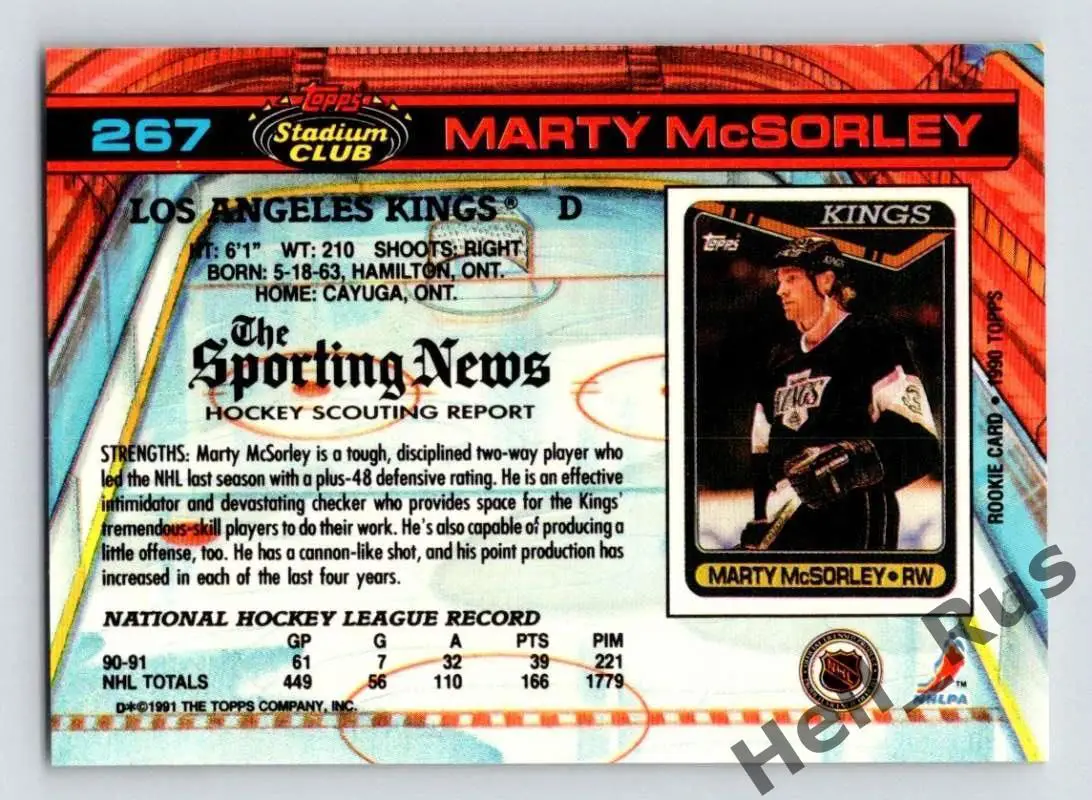 267
Topps
Stadium
CLUB
MARTY McSORLEY
LOS ANGELES KINGS® D
HT: 6'1" WT: 210 SHOOTS: RIGHT
BORN: 5-18-63, HAMILTON, ONT.
HOME: CAYUGA, ONT.
The
Sporting News
HOCKEY SCOUTING REPORT
STRENGTHS: Marty McSorley is a tough, disciplined two-way player who
led the NHL last season with a plus-48 defensive rating. He is an effective
intimidator and devastating checker who provides space for the Kings'
tremendous-skill players to do their work. He's also capable of producing a
little offense, too. He has a cannon-like shot, and his point production has
increased in each of the last four years.
NATIONAL HOCKEY LEAGUE RECORD
GP G A PTS PIM
90-91 61 7 32 39 221
NHL TOTALS 449 56 110 166 1779
D*©1991 THE TOPPS COMPANY, INC.
KINGS
Topps
KINGS
MARTY McSORLEY • RW
ROOKIE CARD • 1990 TOPPS
NHL
NHLPA
TM
Hell_Rus